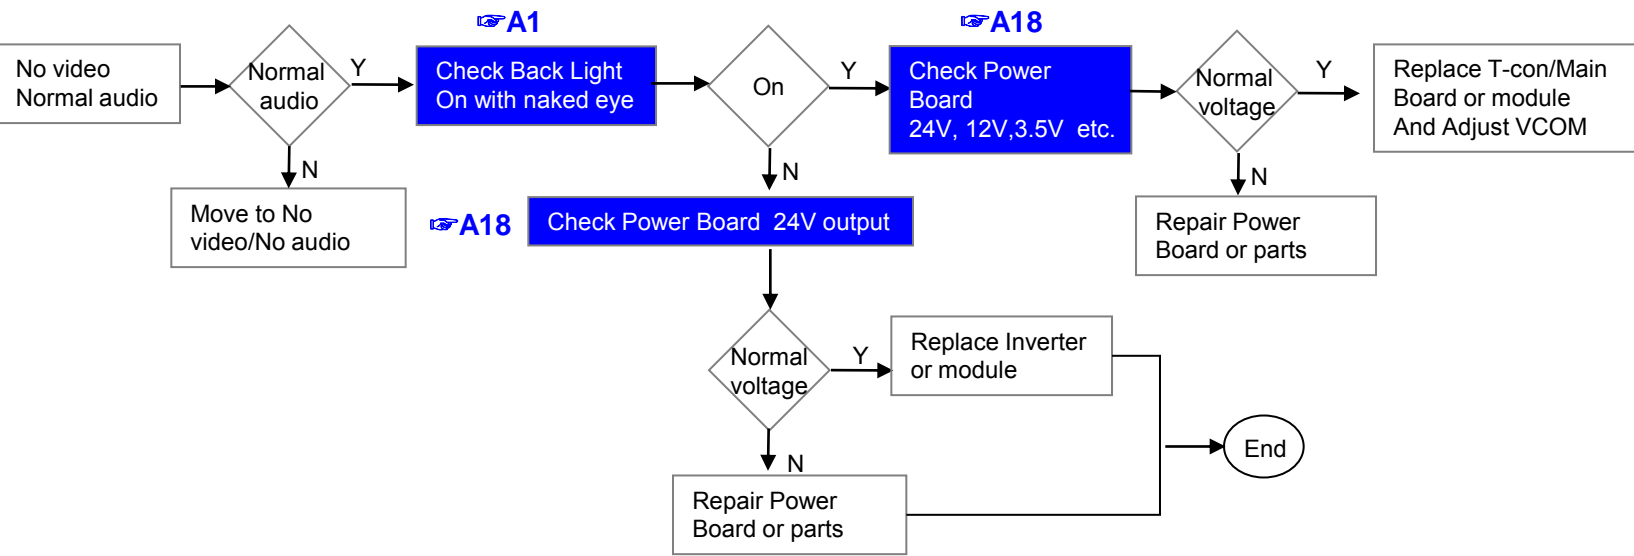 ☞A1
☞A18
No video
Normal audio
Normal
audio
Y
Check Back Light
On with naked eye
On
Y
Check Power
Board
24V, 12V,3.5V etc.
Normal
voltage
Y
Replace T-con/Main
Board or module
And Adjust VCOM
N
Move to No
video/No audio
N
☞A18
Check Power Board 24V output
N
Repair Power
Board or parts
Normal
voltage
Y
Replace Inverter
or module
N
Repair Power
Board or parts
End